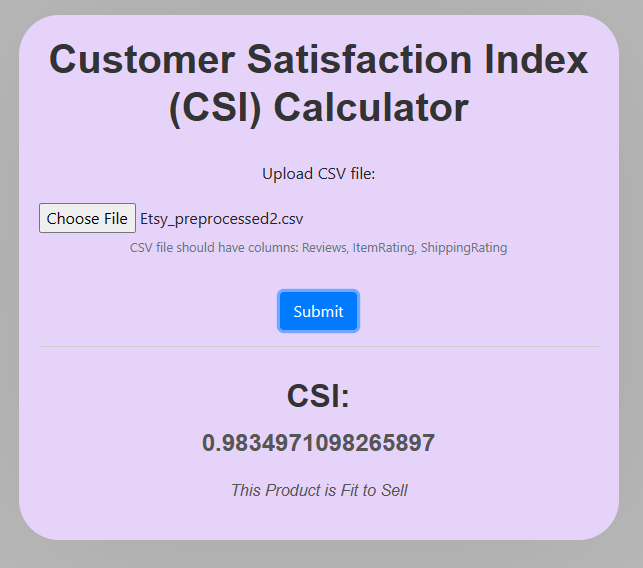 Customer Satisfaction Index
(CSI) Calculator
Upload CSV file:
Choose File Etsy_preprocessed2.csv
CSV file should have columns: Reviews, ItemRating, ShippingRating
Submit
CSI:
0.9834971098265897
This Product is Fit to Sell